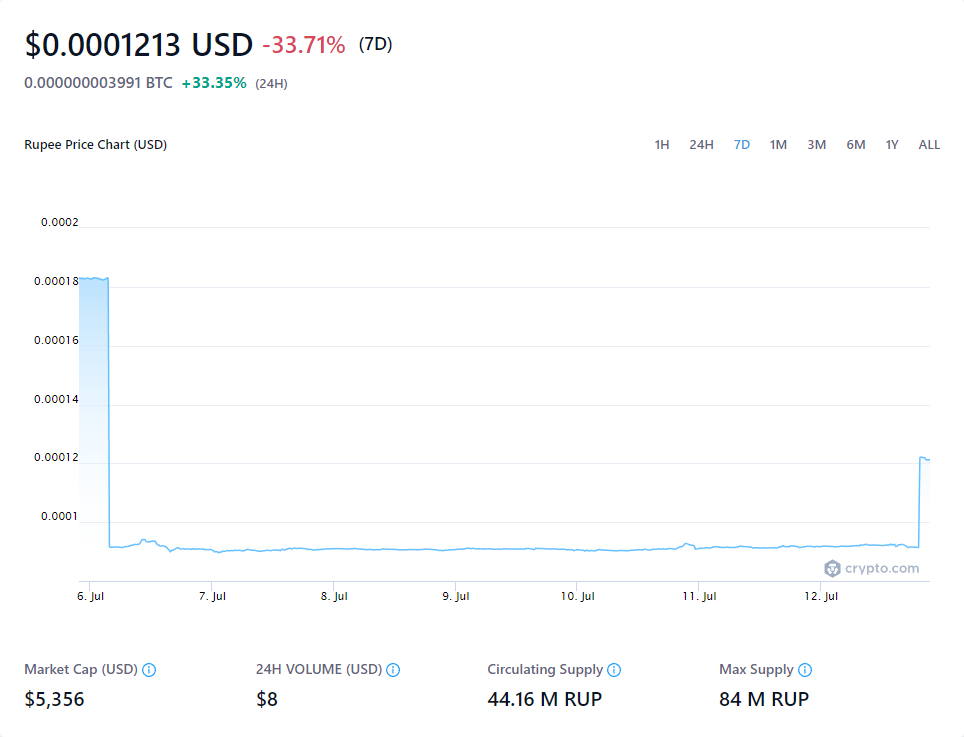 $0.0001213 USD -33.71% (7D)
0.000000003991 BTC +33.35% (24H)
Rupee Price Chart (USD) 1H 24H 7D 1M 3M 6M 1Y ALL
0.0002
0.00018
0.00016
0.00014
0.00012
0.0001
crypto.com
6. Jul 7. Jul 8. Jul 9. Jul 10. Jul 11. Jul 12. Jul
Market Cap (USD) 24H VOLUME (USD) Circulating Supply Max Supply
$5,356 $8 44.16 M RUP 84 M RUP